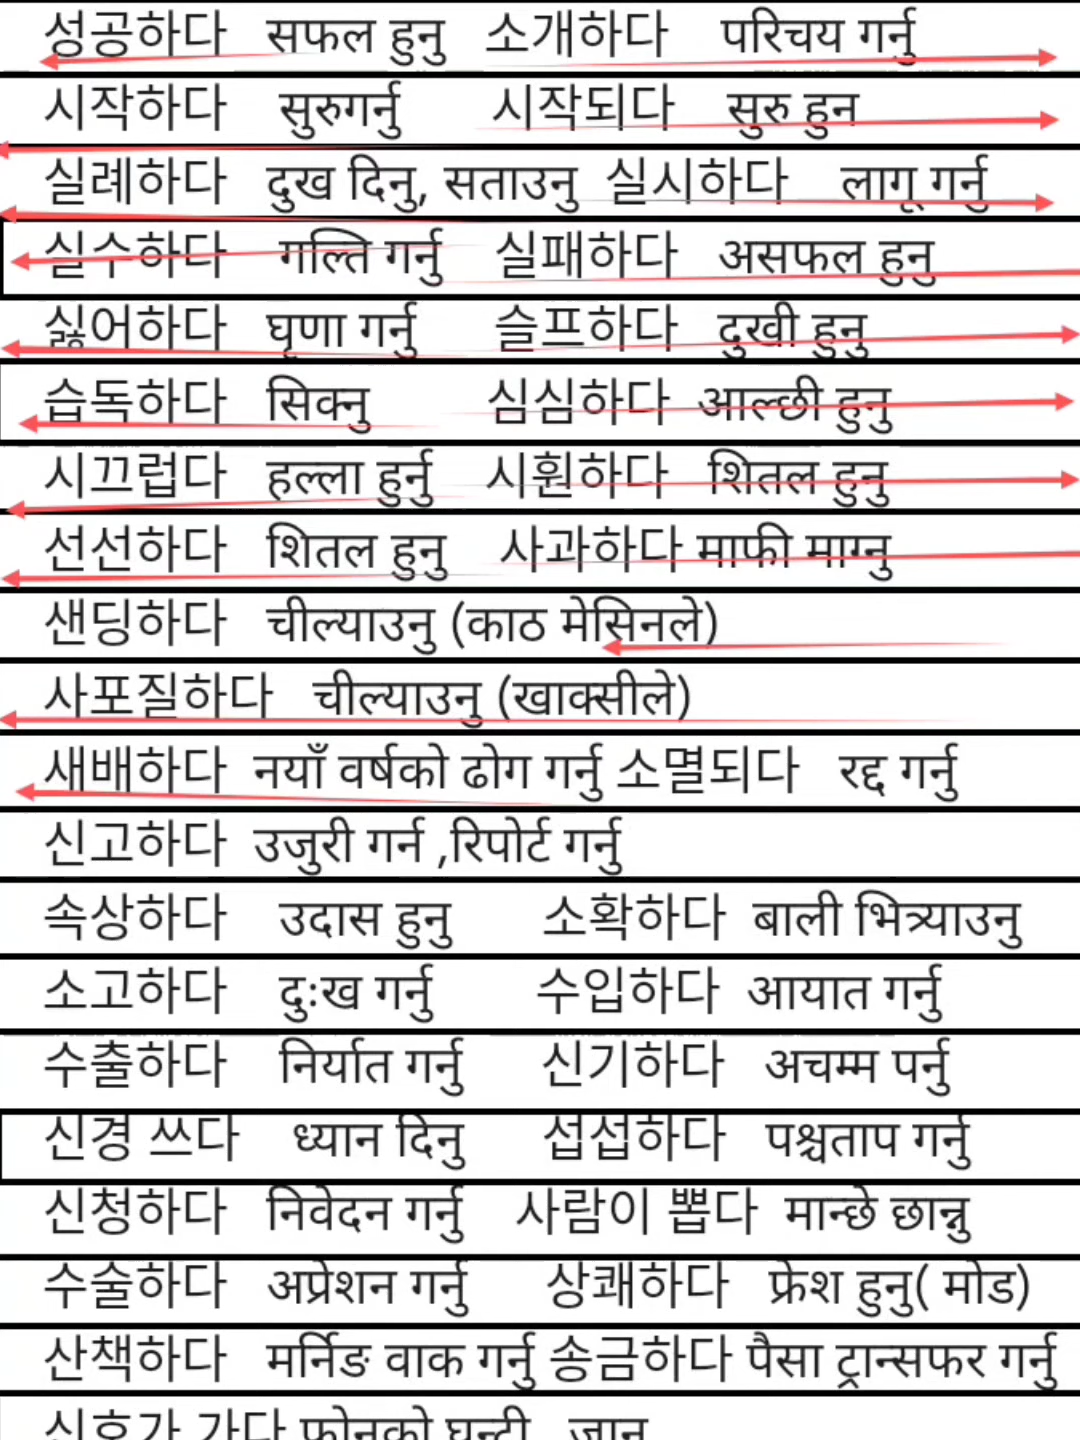 성공하다 सफल हुनु 소개하다 परिचय गर्नु
시작하다 सुरुगर्नु 시작되다 सुरु हुन
실례하다 दुख दिनु, सताउनु 실시하다 लागू गर्नु
실수하다 गल्ति गर्नु 실패하다 असफल हुनु
싫어하다 घृणा गर्नु 슬프하다 दुखी हुनु
습독하다 सिक्नु 심심하다 आल्छी हुनु
시끄럽다 हल्ला हुर्नु 시훤하다 शितल हुनु
선선하다 शितल हुनु 사과하다 माफी माग्नु
샌딩하다 चील्याउनु (काठ मेसिनले)
사포질하다 चील्याउनु (खाक्सीले)
새배하다 नयाँ वर्षको ढोग गर्नु 소멸되다 रद्द गर्नु
신고하다 उजुरी गर्न ,रिपोर्ट गर्नु
속상하다 उदास हुनु 소확하다 बाली भित्र्याउनु
소고하다 दुःख गर्नु 수입하다 आयात गर्नु
수출하다 निर्यात गर्नु 신기하다 अचम्म पर्नु
신경 쓰다 ध्यान दिनु 섭섭하다 पश्चताप गर्नु
신청하다 निवेदन गर्नु 사람이 뽑다 मान्छे छान्नु
수술하다 अप्रेशन गर्नु 상쾌하다 फ्रेश हुनु( मोड)
산책하다 मर्निङ वाक गर्नु 송금하다 पैसा ट्रान्सफर गर्नु
신호가 가다 फोनको घन्टी जान